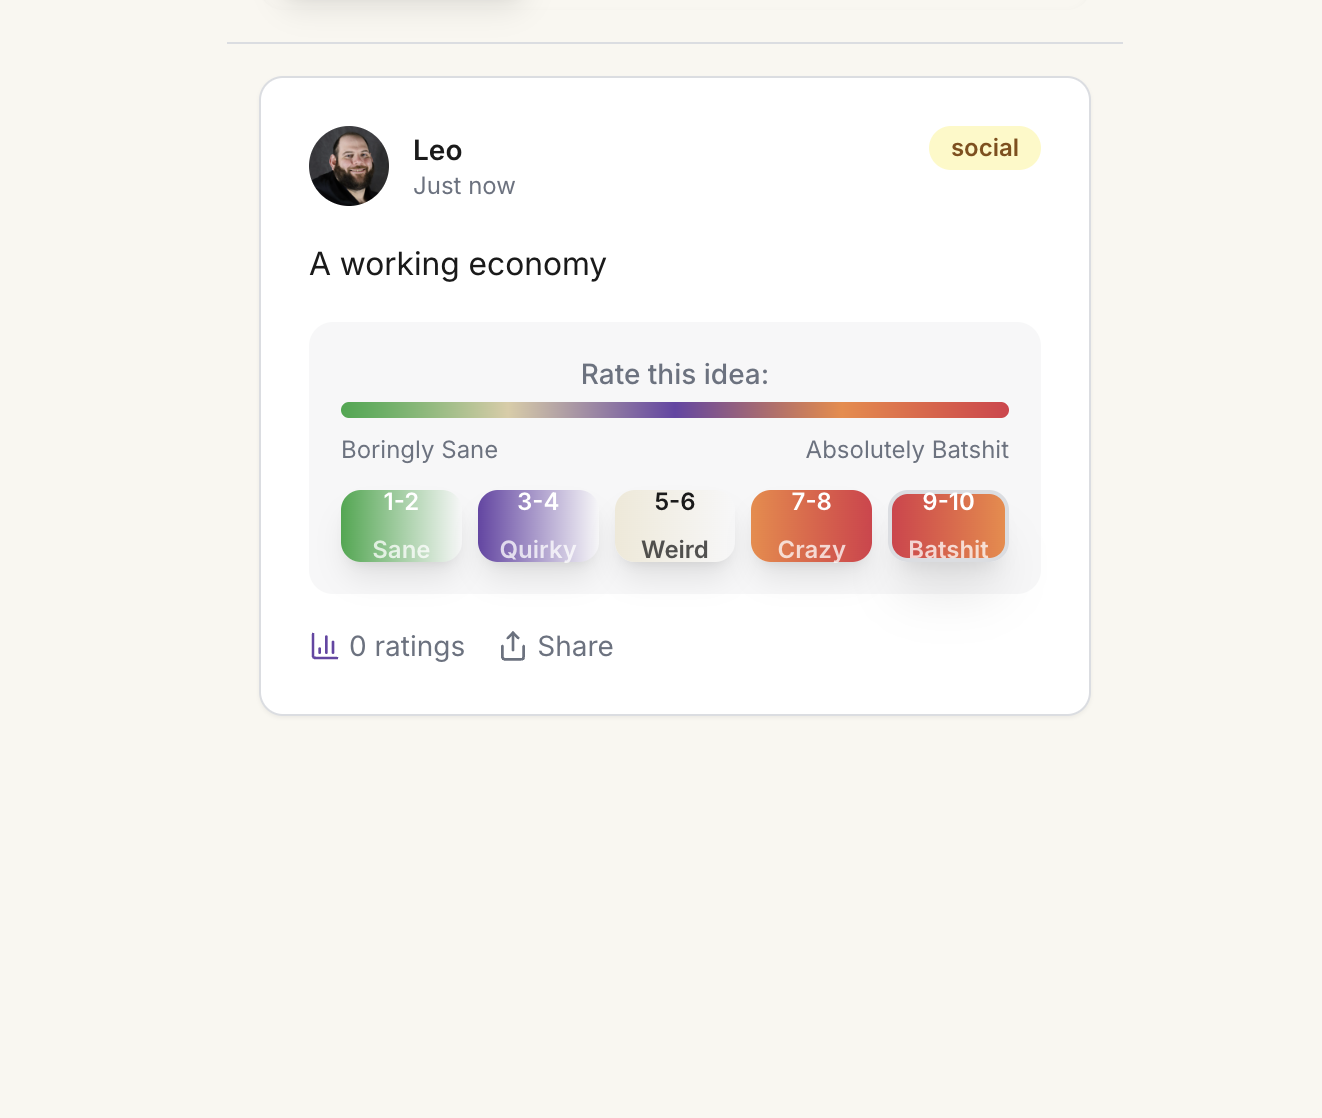 Leo
Just now
social
A working economy
Rate this idea:
Boringly Sane
Absolutely Batshit
1-2
Sane
3-4
Quirky
5-6
Weird
7-8
Crazy
9-10
Batshit
0 ratings
Share